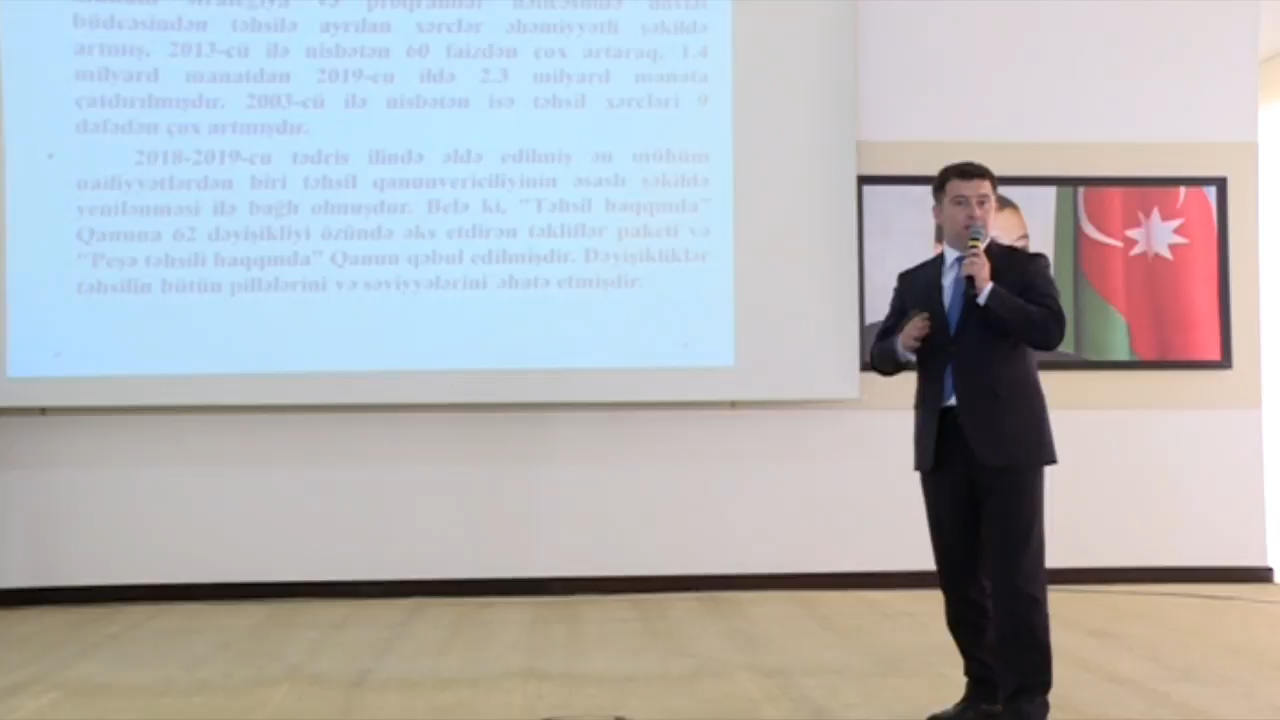 büdcəsindən təhsilə ayrılan xərclər əhəmiyyətli şəkildə
artmış, 2013-cü ilə nisbətən 60 faizdən çox artaraq, 1.4
milyard manatdan 2019-cu ildə 2.3 milyard manata
çatdırılmışdır. 2003-cü ilə nisbətən isə təhsil xərcləri 9
dəfədən çox artmışdır.
• 2018-2019-cu tədris ilində əldə edilmiş ən mühüm
nailiyyətlərdən biri təhsil qanunvericiliyinin əsaslı şəkildə
yenilənməsi ilə bağlı olmuşdur. Belə ki, "Təhsil haqqında"
Qanuna 62 dəyişikliyi özündə əks etdirən təkliflər paketi və
"Peşə təhsili haqqında" Qanun qəbul edilmişdir. Dəyişikliklər
təhsilin bütün pillələrini və səviyyələrini əhatə etmişdir.